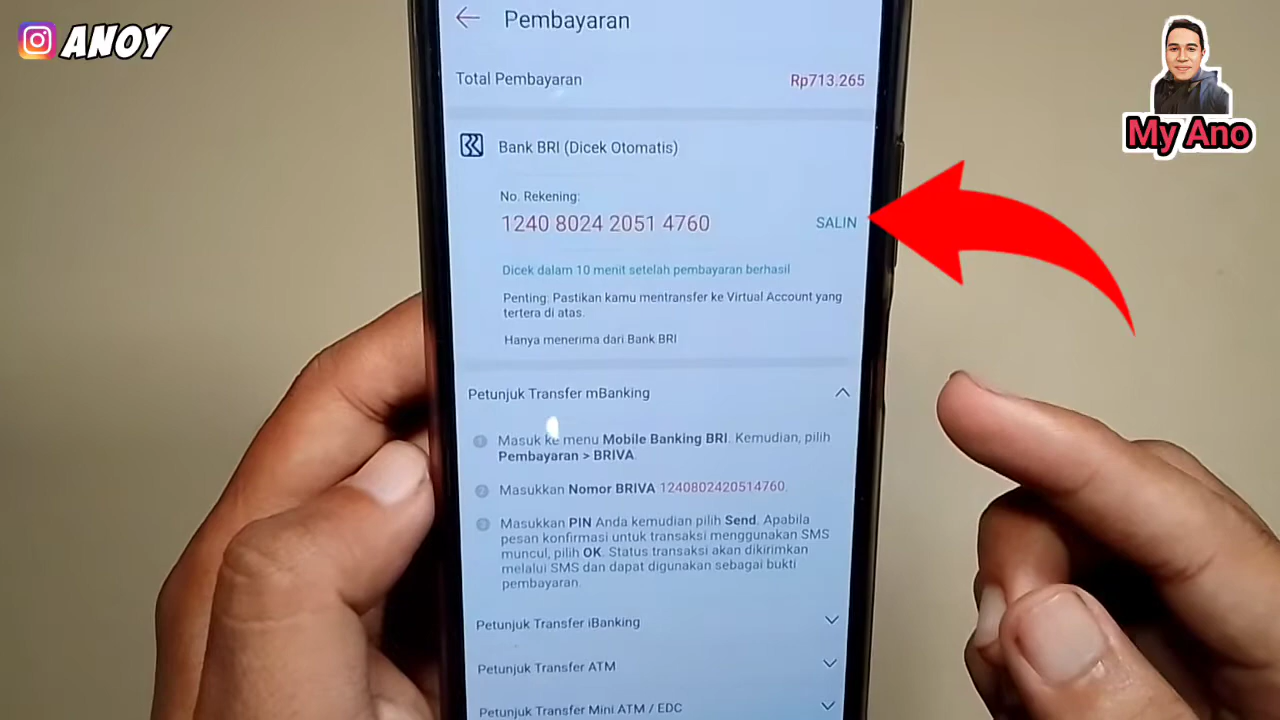 ANOY
My Ano
Pembayaran
Total Pembayaran Rp713.265
Bank BRI (Dicek Otomatis)
No. Rekening:
1240 8024 2051 4760 SALIN
Dicek dalam 10 menit setelah pembayaran berhasil
Penting: Pastikan kamu mentransfer ke Virtual Account yang
tertera di atas.
Hanya menerima dari Bank BRI
Petunjuk Transfer mBanking
1 Masuk ke menu Mobile Banking BRI. Kemudian, pilih
Pembayaran > BRIVA.
2 Masukkan Nomor BRIVA 1240802420514760.
3 Masukkan PIN Anda kemudian pilih Send. Apabila
pesan konfirmasi untuk transaksi menggunakan SMS
muncul, pilih OK. Status transaksi akan dikirimkan
melalui SMS dan dapat digunakan sebagai bukti
pembayaran.
Petunjuk Transfer iBanking
Petunjuk Transfer ATM
Petunjuk Transfer Mini ATM / EDC